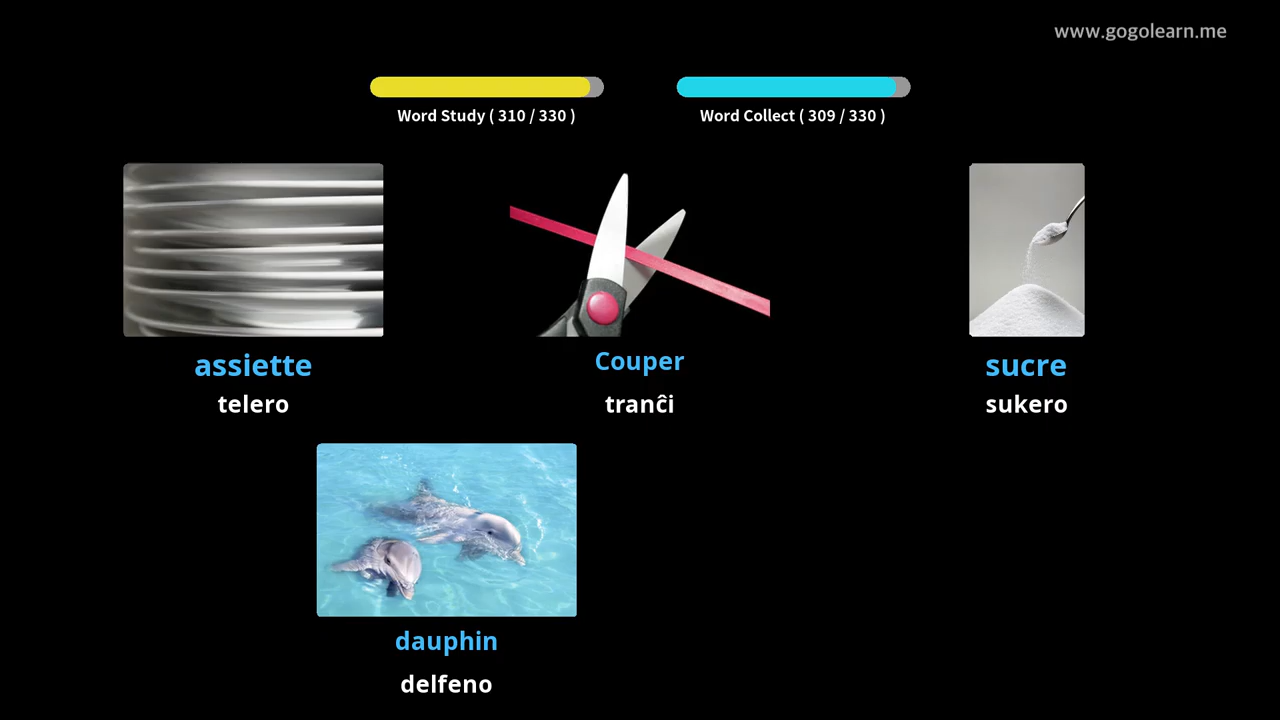 www.gogolearn.me
Word Study ( 310 / 330 )
Word Collect ( 309 / 330 )
assiette
telero
Couper
tranĉi
sucre
sukero
dauphin
delfeno